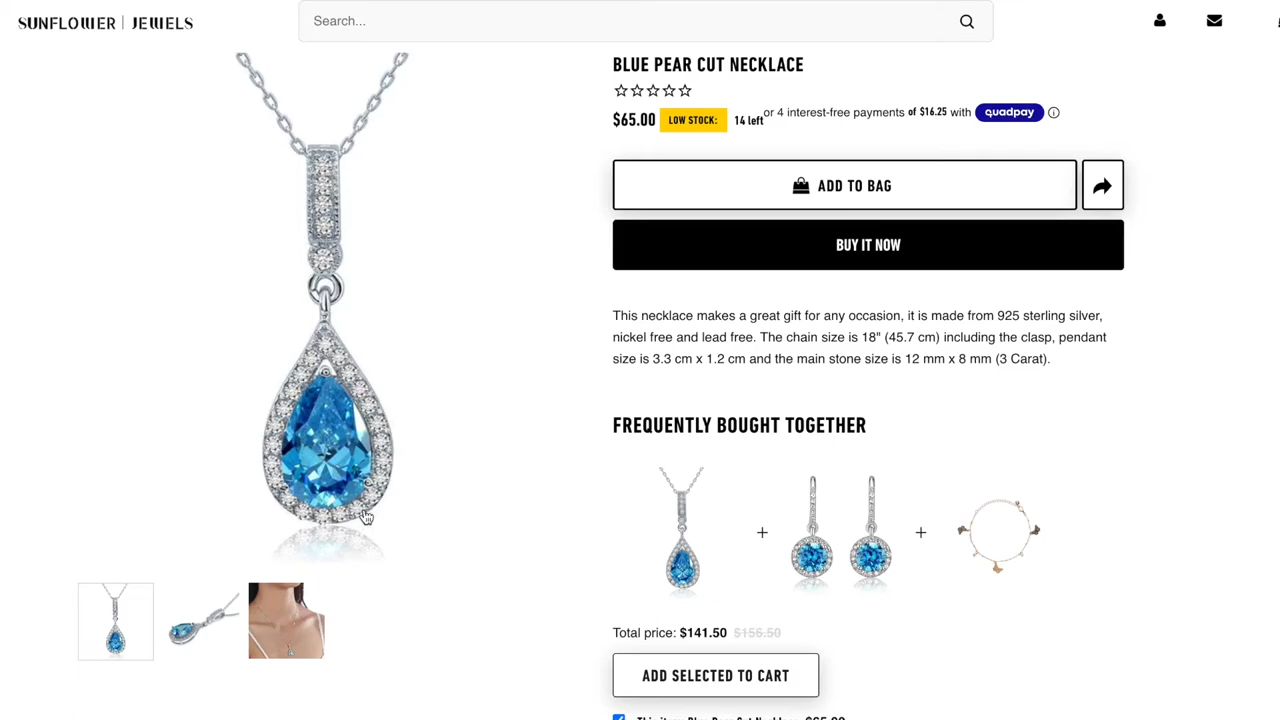 SUNFLOWER | JEWELS
Search...
BLUE PEAR CUT NECKLACE
$65.00 LOW STOCK: 14 left or 4 interest-free payments of $16.25 with quadpay
ADD TO BAG
BUY IT NOW
This necklace makes a great gift for any occasion, it is made from 925 sterling silver,
nickel free and lead free. The chain size is 18" (45.7 cm) including the clasp, pendant
size is 3.3 cm x 1.2 cm and the main stone size is 12 mm x 8 mm (3 Carat).
FREQUENTLY BOUGHT TOGETHER
Total price: $141.50 $156.50
ADD SELECTED TO CART